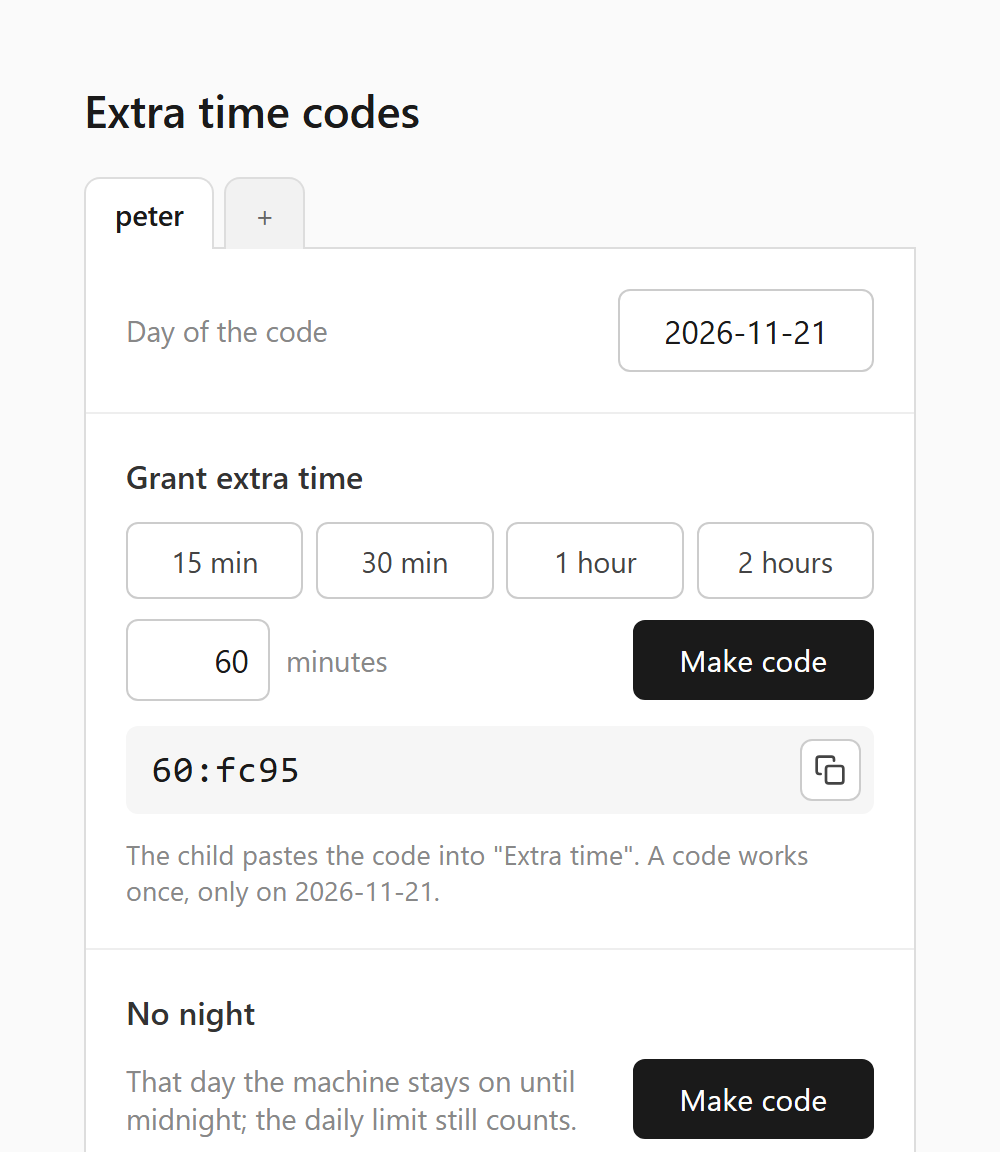 Extra time codes
peter
+
Day of the code
2026-11-21
Grant extra time
15 min
30 min
1 hour
2 hours
60
minutes
Make code
60:fc95
The child pastes the code into "Extra time". A code works
once, only on 2026-11-21.
No night
That day the machine stays on until
midnight; the daily limit still counts.
Make code